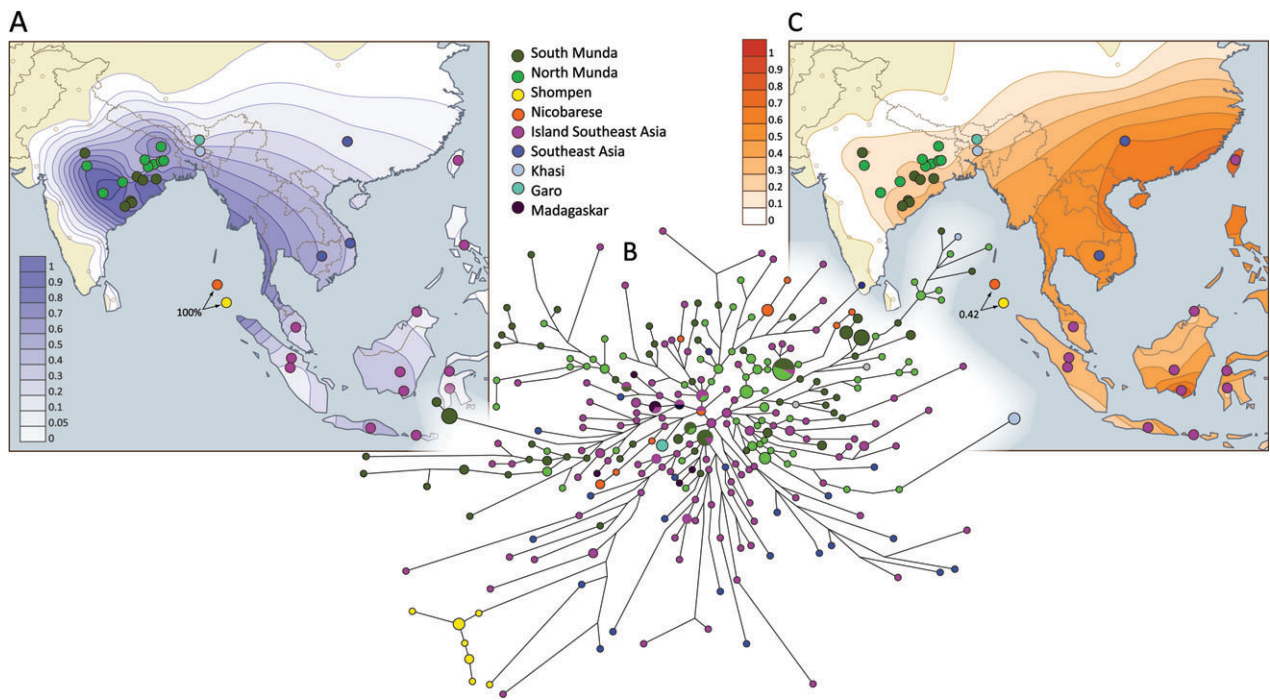 A
South Munda
North Munda
Shompen
Nicobarese
Island Southeast Asia
Southeast Asia
Khasi
Garo
Madagaskar
C
1
0.9
0.8
0.7
0.6
0.5
0.4
0.3
0.2
0.1
0
B
1
0.9
0.8
0.7
0.6
0.5
0.4
0.3
0.2
0.1
0.05
0
100%
0.42